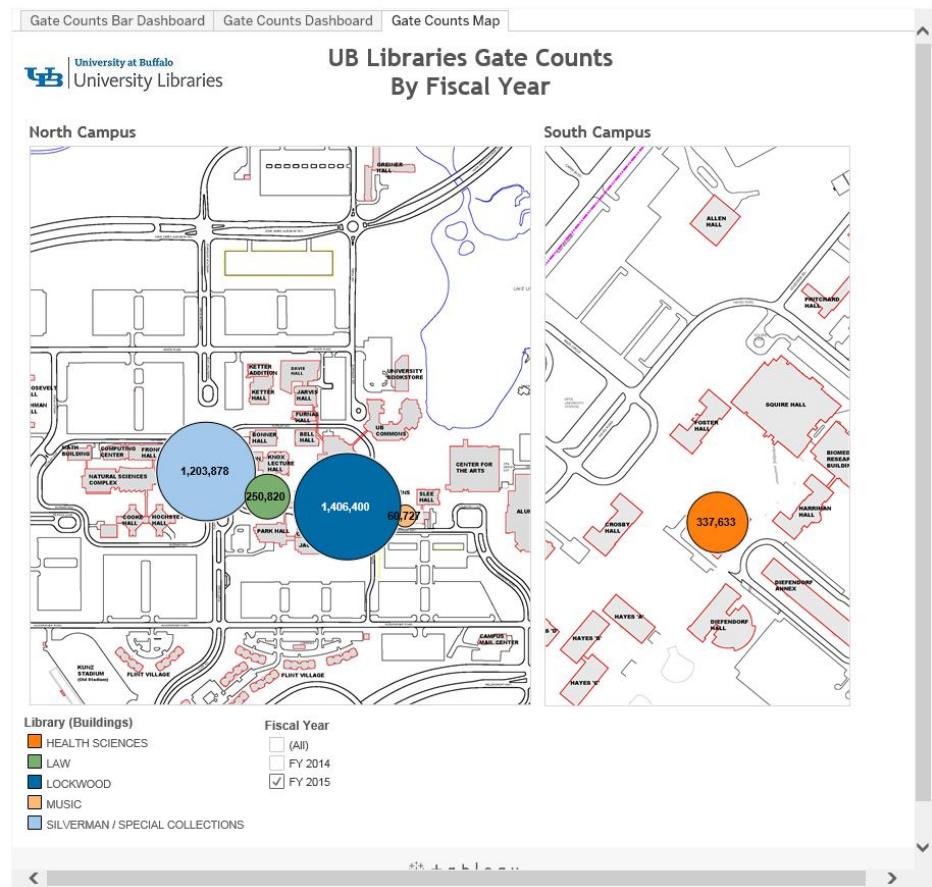 Gate Counts Bar Dashboard
Gate Counts Dashboard
Gate Counts Map
UB
University at Buffalo
University Libraries
UB Libraries Gate Counts
By Fiscal Year
North Campus
South Campus
GREINER
HALL
KETTER
ADDITION
DAVIS
HALL
UNIVERSITY
BOOKSTORE
KETTER
HALL
JARVIS
HALL
FURNAS
HALL
UB
COMMONS
BONNER
HALL
BELL
HALL
MATH
BUILDING
COMPUTING
CENTER
KNOX
LECTURE
HALL
CENTER FOR
THE ARTS
NATURAL SCIENCES
COMPLEX
1,203,878
250,820
1,406,400
60,727
SLEE
HALL
COOKE
HALL
PARK HALL
CAMPUS
MAIL CENTER
KUNZ
STADIUM
(Old Stadium)
FLINT VILLAGE
FLINT VILLAGE
ALLEN
HALL
PRITCHARD
HALL
SQUIRE HALL
FOSTER
HALL
HARRIMAN
HALL
CROSBY
HALL
337,633
DIEFENDORF
ANNEX
HAYES 'A'
DIEFENDORF
HALL
HAYES 'B'
HAYES 'C'
Library (Buildings)
HEALTH SCIENCES
LAW
LOCKWOOD
MUSIC
SILVERMAN / SPECIAL COLLECTIONS
Fiscal Year
(All)
FY 2014
FY 2015